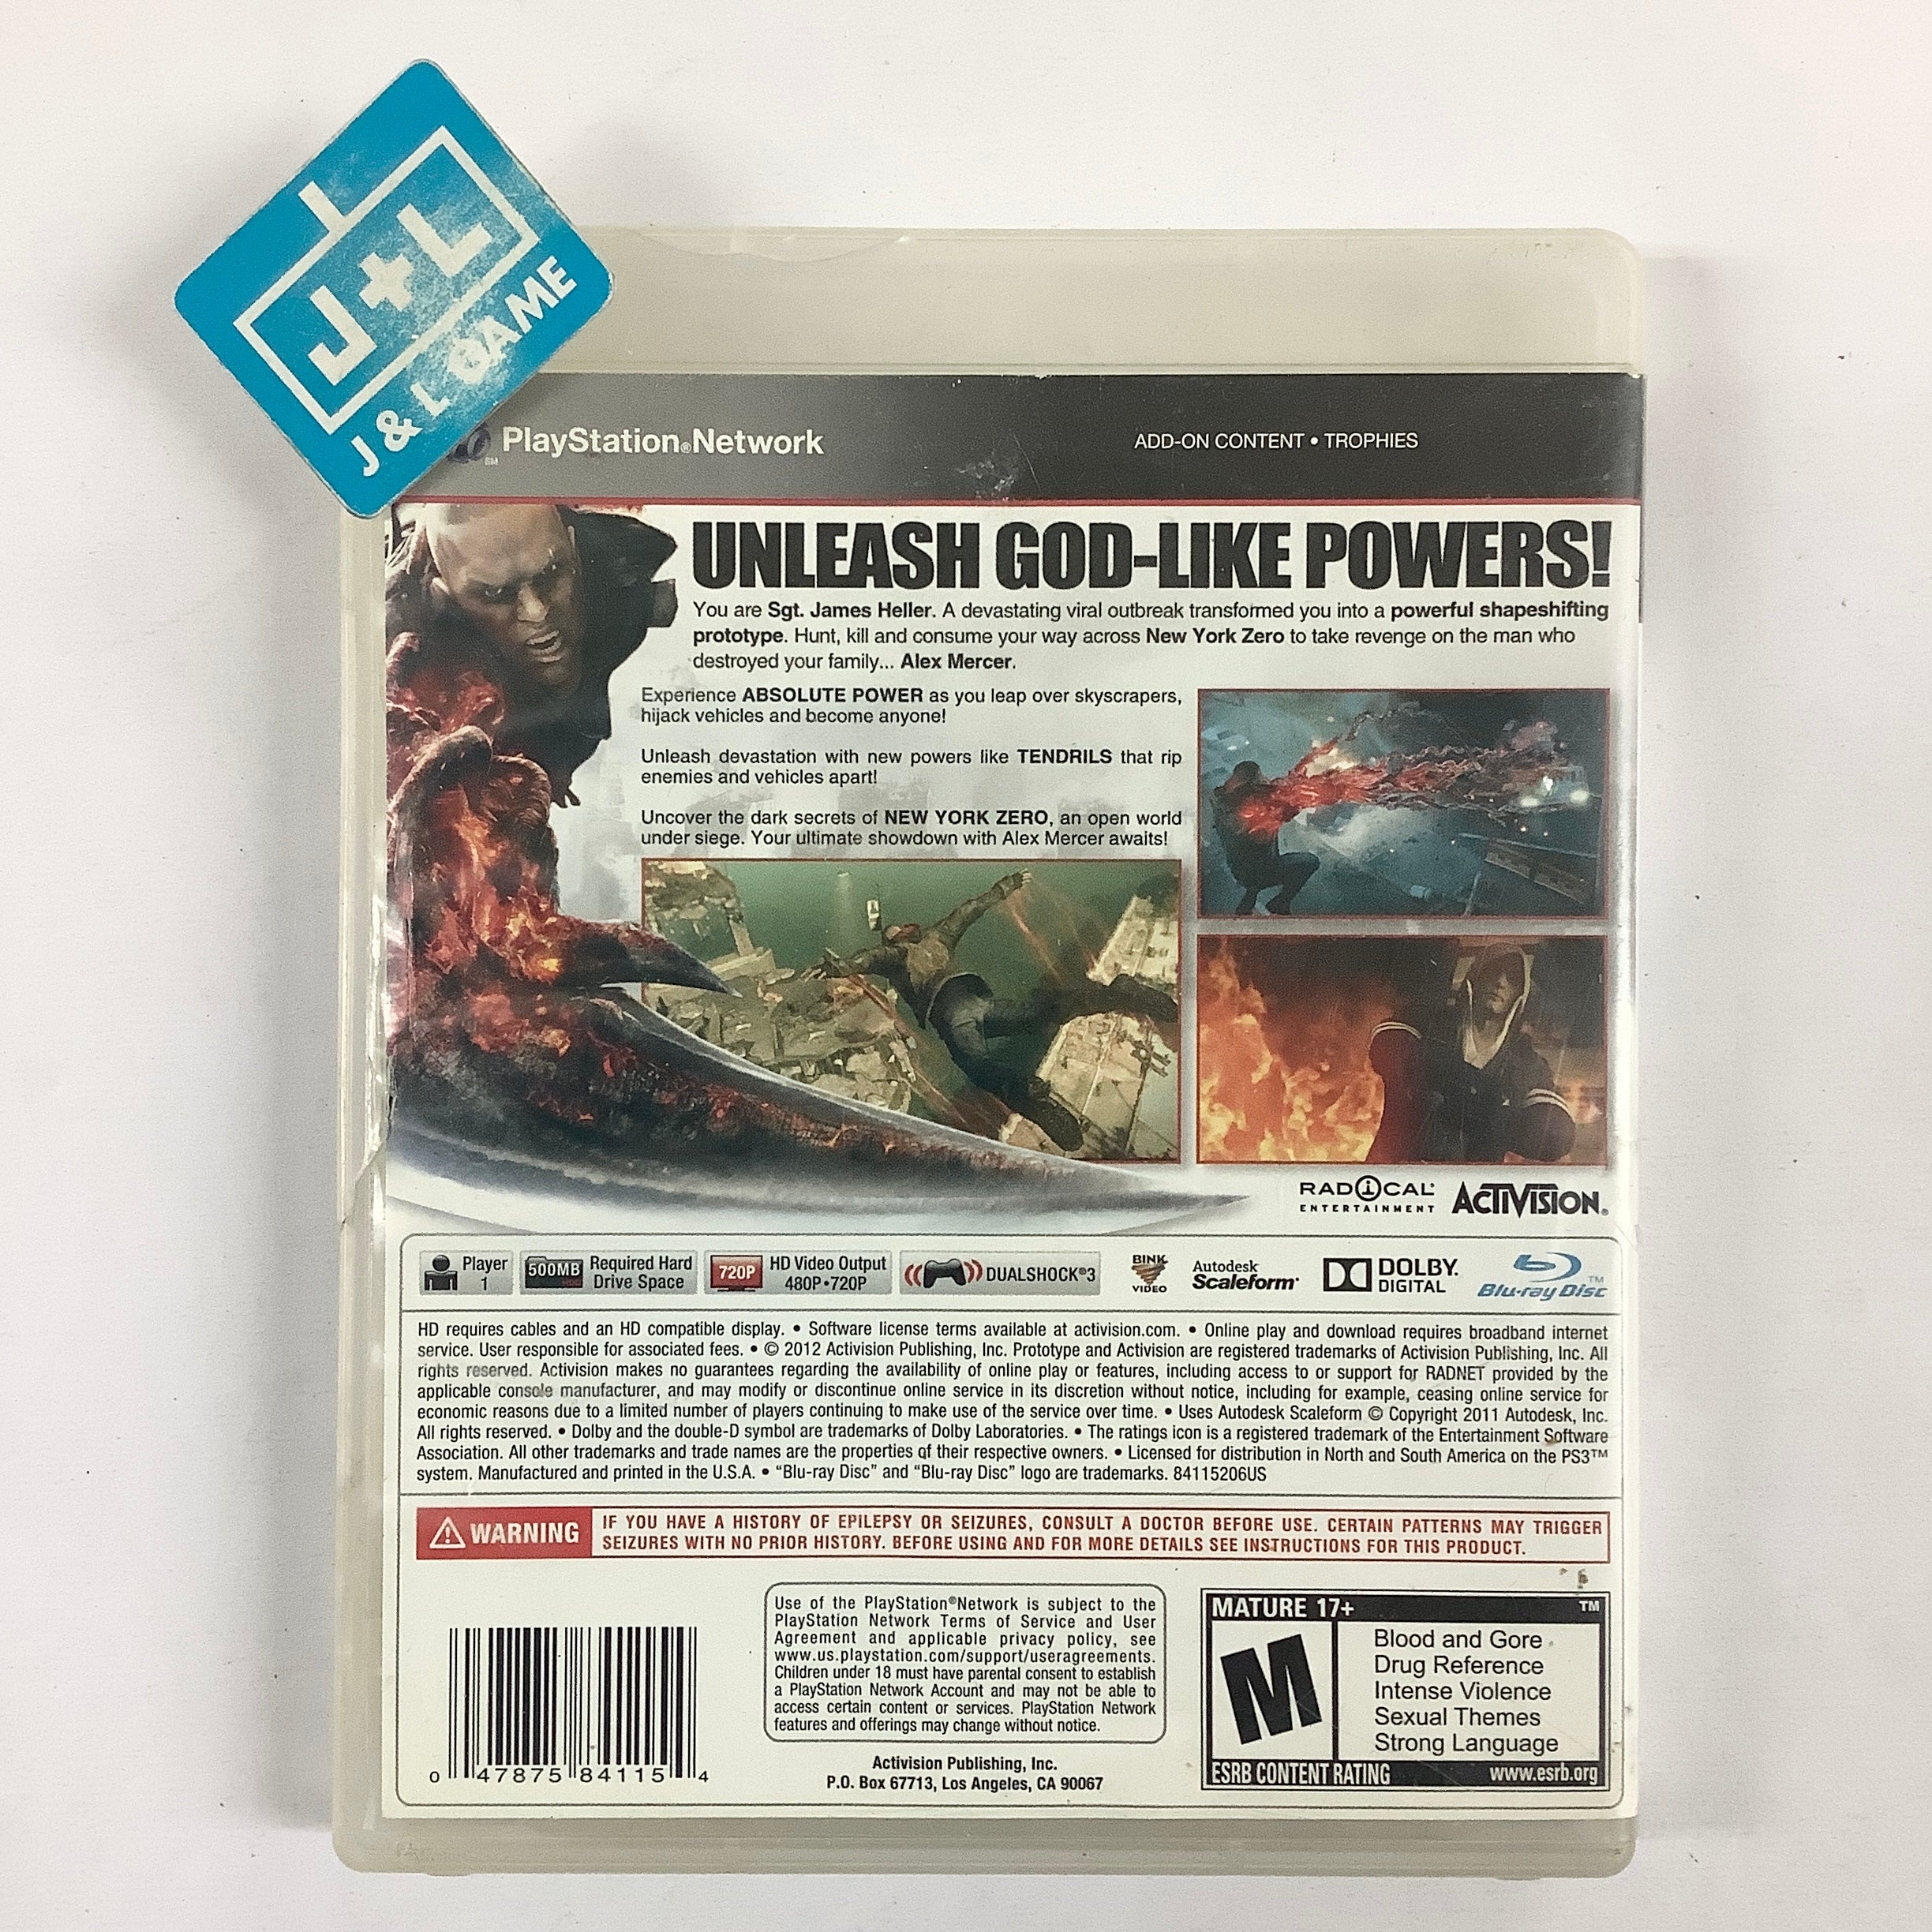 J+L
J & L GAME
SM PlayStation®Network
ADD-ON CONTENT • TROPHIES
UNLEASH GOD-LIKE POWERS!
You are Sgt. James Heller. A devastating viral outbreak transformed you into a powerful shapeshifting
prototype. Hunt, kill and consume your way across New York Zero to take revenge on the man who
destroyed your family... Alex Mercer.
Experience ABSOLUTE POWER as you leap over skyscrapers,
hijack vehicles and become anyone!
Unleash devastation with new powers like TENDRILS that rip
enemies and vehicles apart!
Uncover the dark secrets of NEW YORK ZERO, an open world
under siege. Your ultimate showdown with Alex Mercer awaits!
RADICAL
ENTERTAINMENT
ACTIVISION®
Player
1
500MB
HDD
Required Hard
Drive Space
720P
HD Video Output
480P•720P
DUALSHOCK®3
BINK
VIDEO
Autodesk
Scaleform®
DOLBY®
DIGITAL
Blu-ray Disc™
HD requires cables and an HD compatible display. • Software license terms available at activision.com. • Online play and download requires broadband internet
service. User responsible for associated fees. • © 2012 Activision Publishing, Inc. Prototype and Activision are registered trademarks of Activision Publishing, Inc. All
rights reserved. Activision makes no guarantees regarding the availability of online play or features, including access to or support for RADNET provided by the
applicable console manufacturer, and may modify or discontinue online service in its discretion without notice, including for example, ceasing online service for
economic reasons due to a limited number of players continuing to make use of the service over time. • Uses Autodesk Scaleform © Copyright 2011 Autodesk, Inc.
All rights reserved. • Dolby and the double-D symbol are trademarks of Dolby Laboratories. • The ratings icon is a registered trademark of the Entertainment Software
Association. All other trademarks and trade names are the properties of their respective owners. • Licensed for distribution in North and South America on the PS3™
system. Manufactured and printed in the U.S.A. • “Blu-ray Disc” and “Blu-ray Disc” logo are trademarks. 84115206US
WARNING
IF YOU HAVE A HISTORY OF EPILEPSY OR SEIZURES, CONSULT A DOCTOR BEFORE USE. CERTAIN PATTERNS MAY TRIGGER
SEIZURES WITH NO PRIOR HISTORY. BEFORE USING AND FOR MORE DETAILS SEE INSTRUCTIONS FOR THIS PRODUCT.
0 47875 84115 4
Use of the PlayStation®Network is subject to the
PlayStation Network Terms of Service and User
Agreement and applicable privacy policy, see
www.us.playstation.com/support/useragreements.
Children under 18 must have parental consent to establish
a PlayStation Network Account and may not be able to
access certain content or services. PlayStation Network
features and offerings may change without notice.
Activision Publishing, Inc.
P.O. Box 67713, Los Angeles, CA 90067
MATURE 17+ ™
M
Blood and Gore
Drug Reference
Intense Violence
Sexual Themes
Strong Language
ESRB CONTENT RATING www.esrb.org